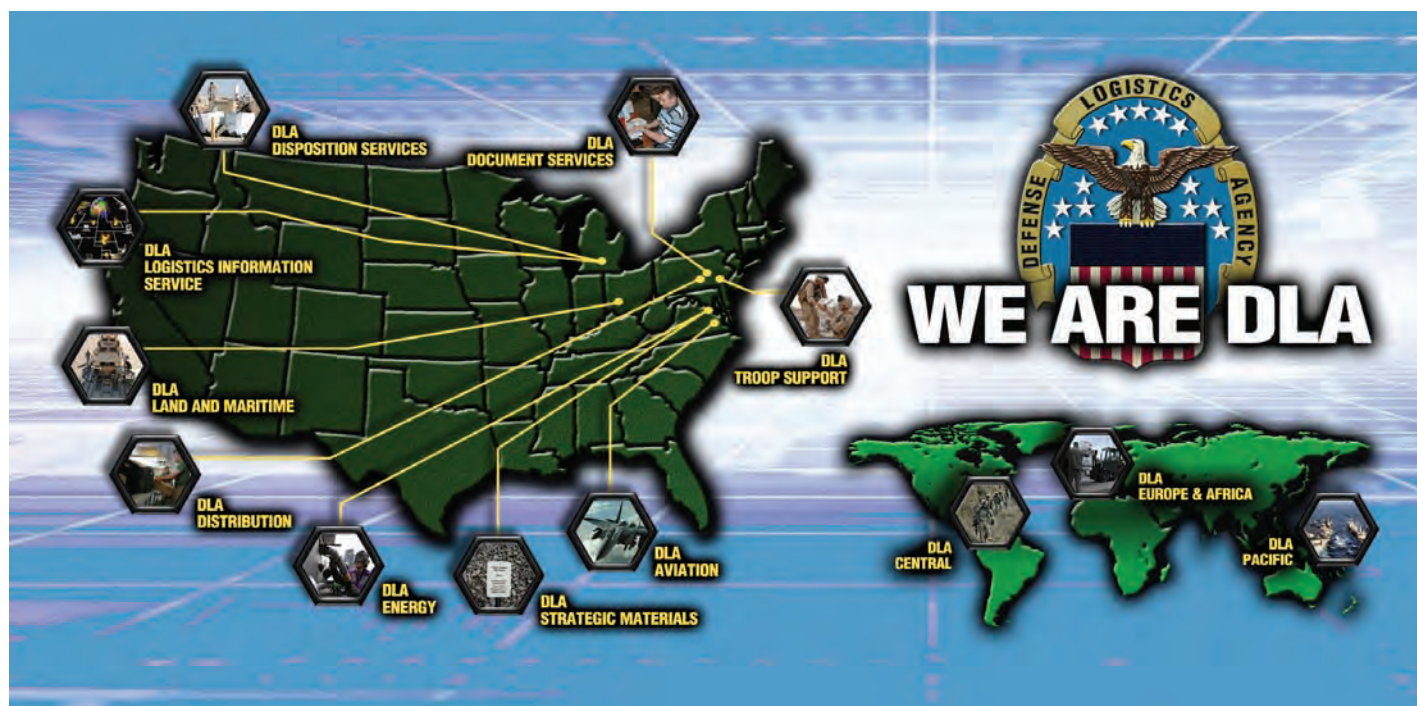 DLA
DISPOSITION SERVICES
DLA
DOCUMENT SERVICES
DLA
LOGISTICS INFORMATION
SERVICE
DLA
LAND AND MARITIME
DLA
TROOP SUPPORT
DLA
DISTRIBUTION
DLA
ENERGY
DLA
STRATEGIC MATERIALS
DLA
AVIATION
DEFENSE LOGISTICS AGENCY
WE ARE DLA
DLA
CENTRAL
DLA
EUROPE & AFRICA
DLA
PACIFIC